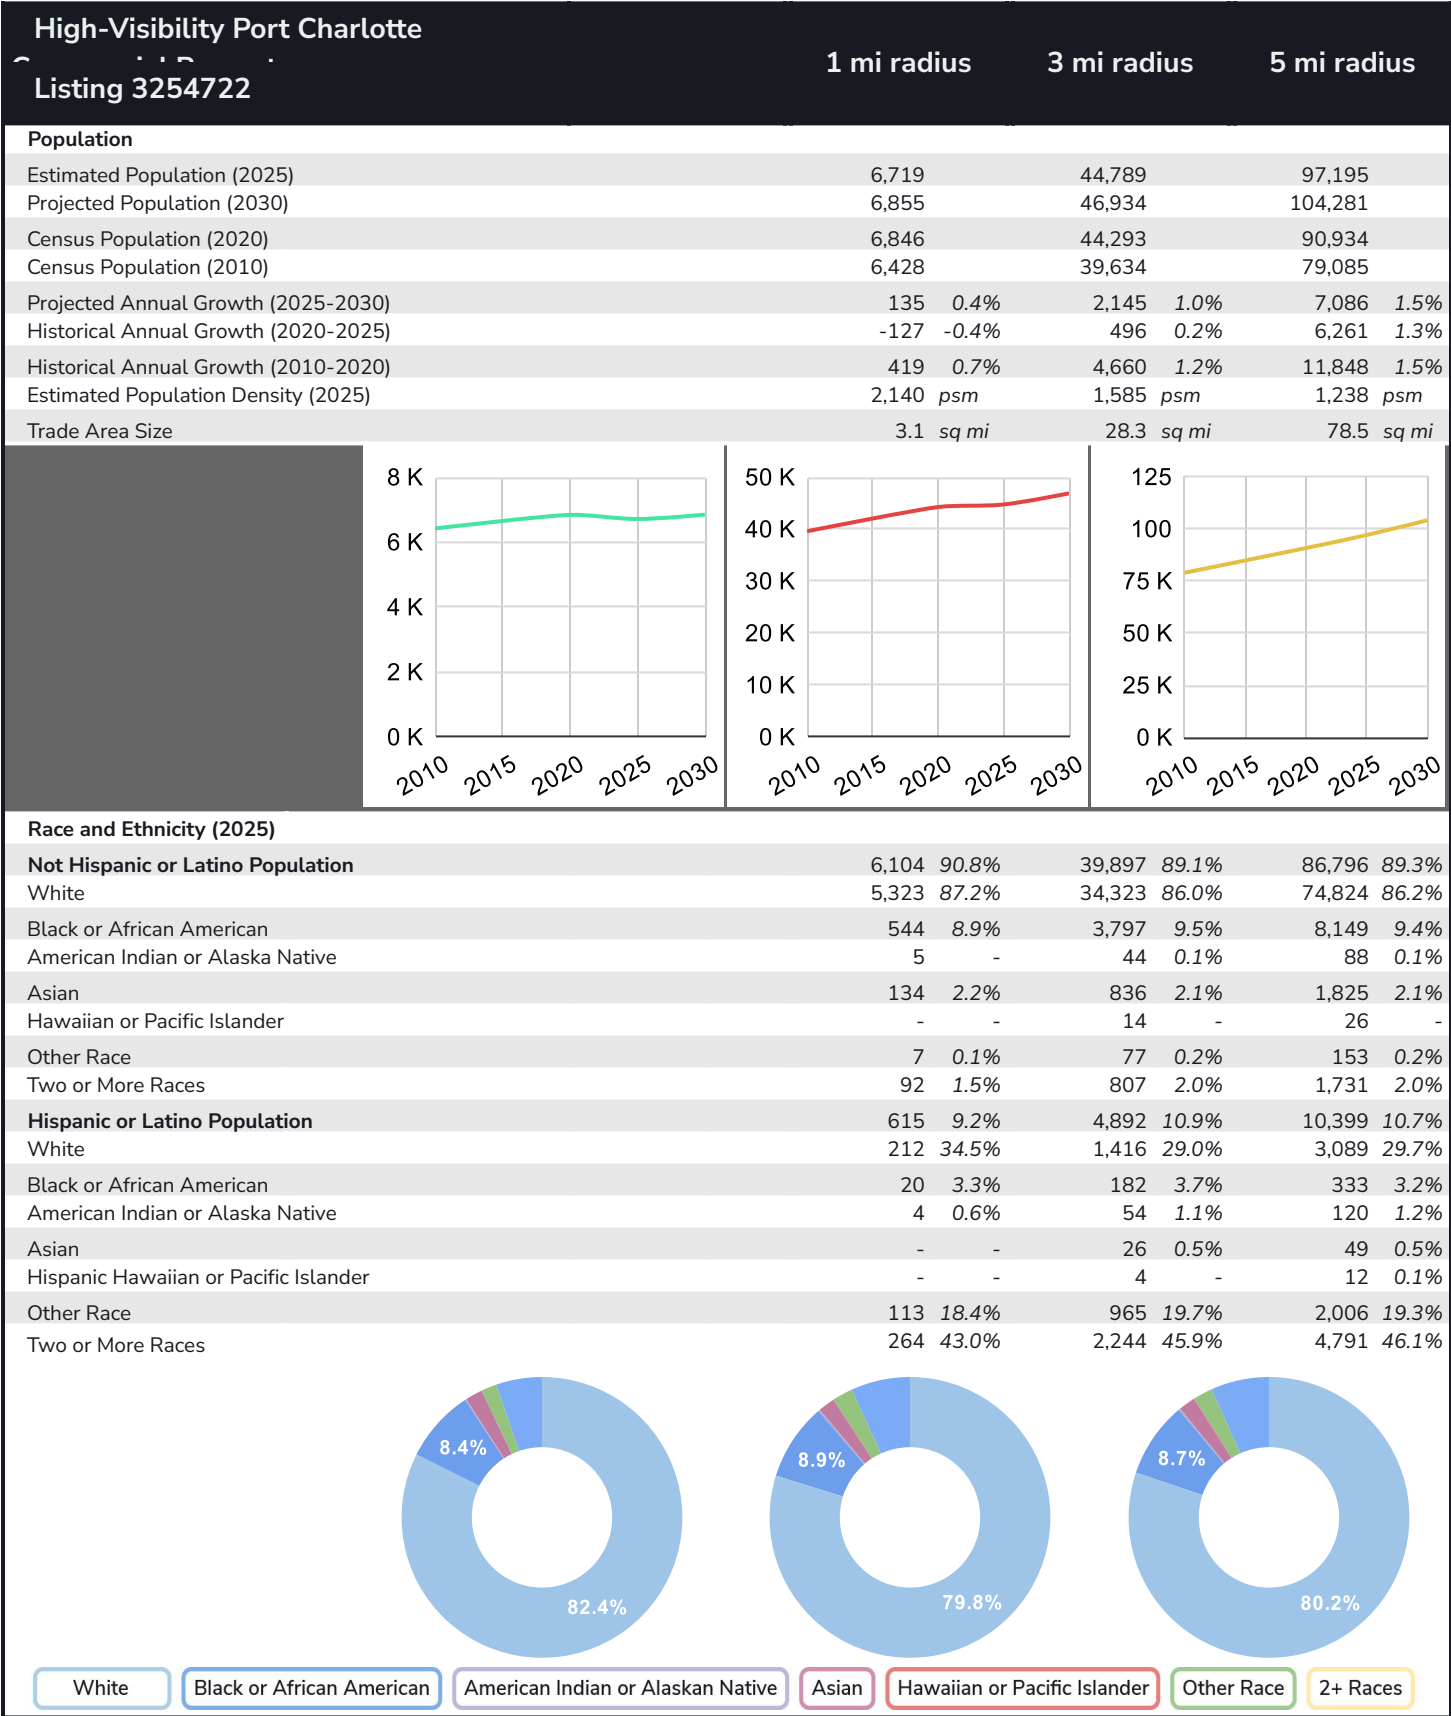 High-Visibility Port Charlotte
Listing 3254722
1 mi radius 3 mi radius 5 mi radius
Population
Estimated Population (2025) 6,719 44,789 97,195
Projected Population (2030) 6,855 46,934 104,281
Census Population (2020) 6,846 44,293 90,934
Census Population (2010) 6,428 39,634 79,085
Projected Annual Growth (2025-2030) 135 0.4% 2,145 1.0% 7,086 1.5%
Historical Annual Growth (2020-2025) -127 -0.4% 496 0.2% 6,261 1.3%
Historical Annual Growth (2010-2020) 419 0.7% 4,660 1.2% 11,848 1.5%
Estimated Population Density (2025) 2,140 psm 1,585 psm 1,238 psm
Trade Area Size 3.1 sq mi 28.3 sq mi 78.5 sq mi
8 K
6 K
4 K
2 K
0 K
2010 2015 2020 2025 2030
50 K
40 K
30 K
20 K
10 K
0 K
2010 2015 2020 2025 2030
125
100
75 K
50 K
25 K
0 K
2010 2015 2020 2025 2030
Race and Ethnicity (2025)
Not Hispanic or Latino Population 6,104 90.8% 39,897 89.1% 86,796 89.3%
White 5,323 87.2% 34,323 86.0% 74,824 86.2%
Black or African American 544 8.9% 3,797 9.5% 8,149 9.4%
American Indian or Alaska Native 5 - 44 0.1% 88 0.1%
Asian 134 2.2% 836 2.1% 1,825 2.1%
Hawaiian or Pacific Islander - - 14 - 26 -
Other Race 7 0.1% 77 0.2% 153 0.2%
Two or More Races 92 1.5% 807 2.0% 1,731 2.0%
Hispanic or Latino Population 615 9.2% 4,892 10.9% 10,399 10.7%
White 212 34.5% 1,416 29.0% 3,089 29.7%
Black or African American 20 3.3% 182 3.7% 333 3.2%
American Indian or Alaska Native 4 0.6% 54 1.1% 120 1.2%
Asian - - 26 0.5% 49 0.5%
Hispanic Hawaiian or Pacific Islander - - 4 - 12 0.1%
Other Race 113 18.4% 965 19.7% 2,006 19.3%
Two or More Races 264 43.0% 2,244 45.9% 4,791 46.1%
8.4% 8.9% 8.7%
82.4% 79.8% 80.2%
White Black or African American American Indian or Alaskan Native Asian Hawaiian or Pacific Islander Other Race 2+ Races